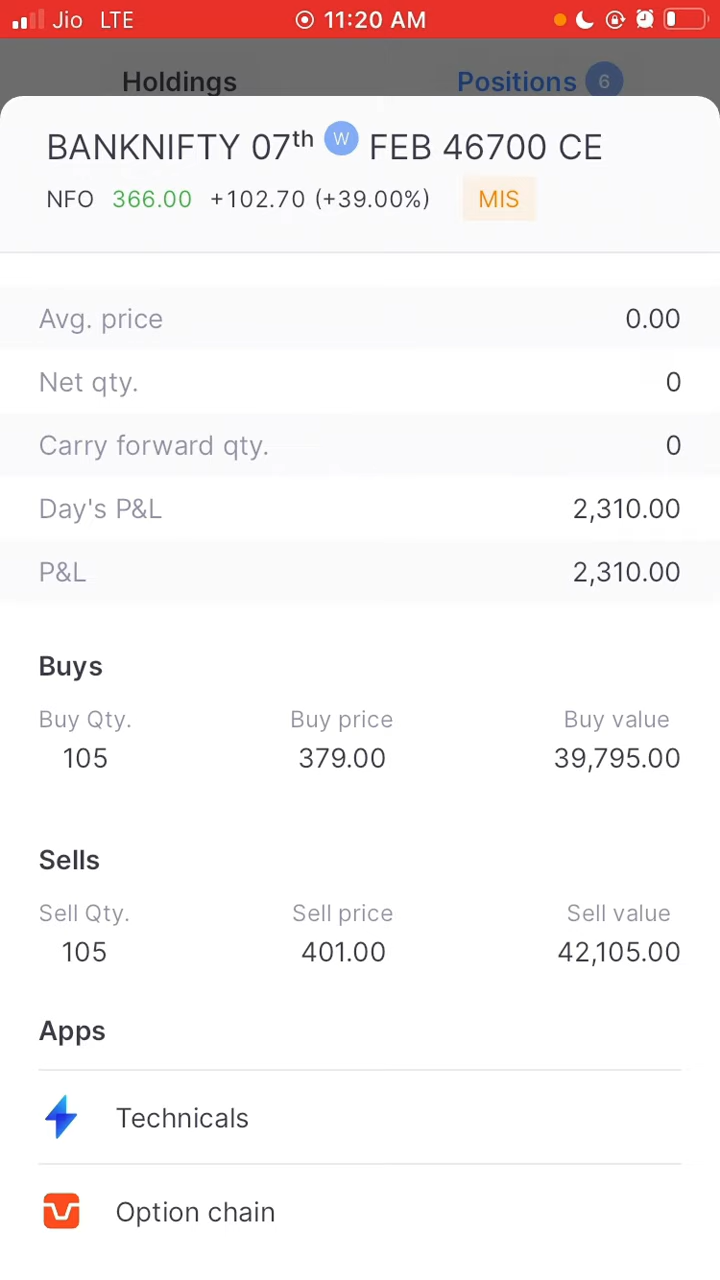 Jio LTE 11:20 AM
Holdings Positions 6
BANKNIFTY 07th W FEB 46700 CE
NFO 366.00 +102.70 (+39.00%) MIS
Avg. price 0.00
Net qty. 0
Carry forward qty. 0
Day's P&L 2,310.00
P&L 2,310.00
Buys
Buy Qty. Buy price Buy value
105 379.00 39,795.00
Sells
Sell Qty. Sell price Sell value
105 401.00 42,105.00
Apps
Technicals
Option chain